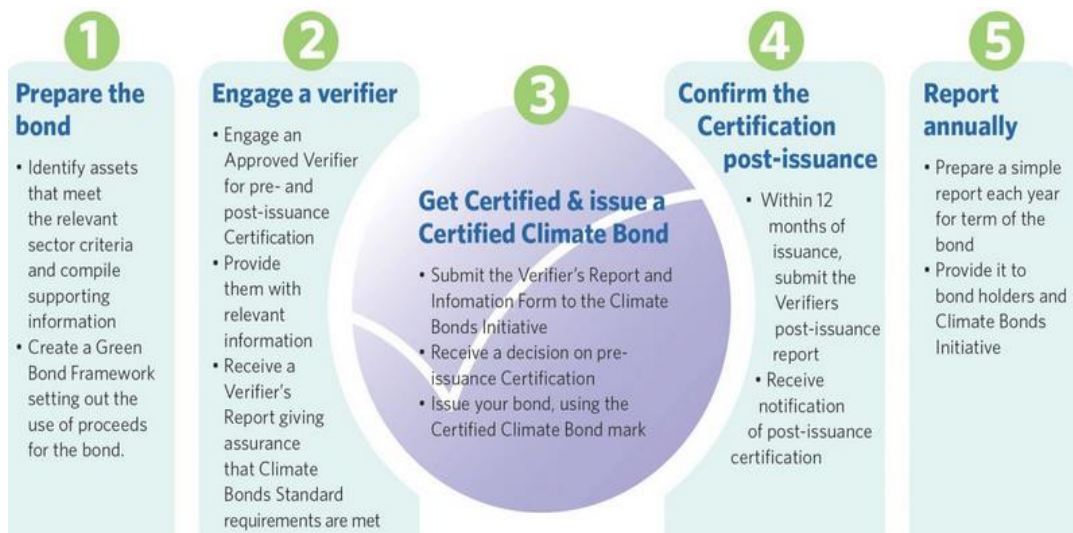 1
Prepare the
bond
• Identify assets
that meet
the relevant
sector criteria
and compile
supporting
information
• Create a Green
Bond Framework
setting out the
use of proceeds
for the bond.
2
Engage a verifier
• Engage an
Approved Verifier
for pre- and
post-issuance
Certification
• Provide
them with
relevant
information
• Receive a
Verifier's
Report giving
assurance
that Climate
Bonds Standard
requirements are met
3
Get Certified & issue a
Certified Climate Bond
• Submit the Verifier's Report and
Infomation Form to the Climate
Bonds Initiative
• Receive a decision on pre-
issuance Certification
• Issue your bond, using the
Certified Climate Bond mark
4
Confirm the
Certification
post-issuance
• Within 12
months of
issuance,
submit the
Verifiers
post-issuance
report
• Receive
notification
of post-issuance
certification
5
Report
annually
• Prepare a simple
report each year
for term of the
bond
• Provide it to
bond holders and
Climate Bonds
Initiative